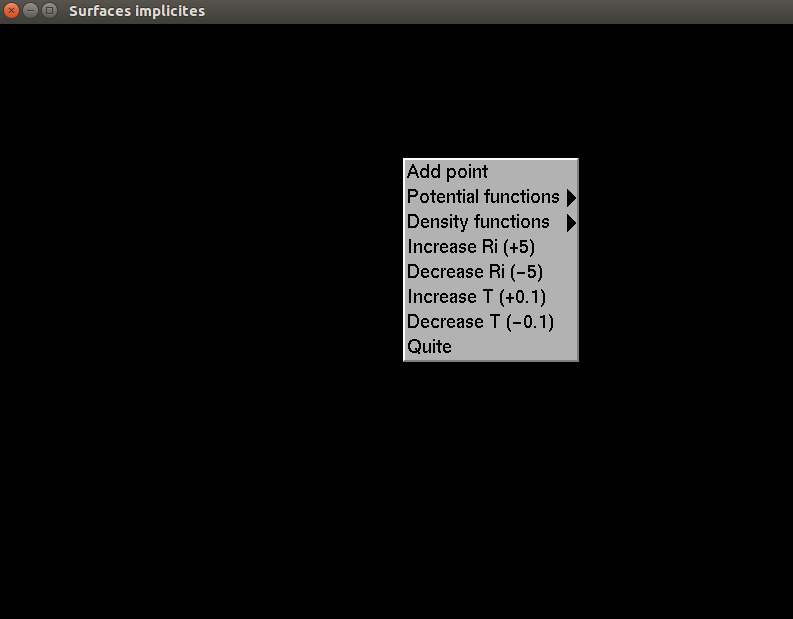 Surfaces implicites
Add point
Potential functions
Density functions
Increase Ri (+5)
Decrease Ri (−5)
Increase T (+0.1)
Decrease T (−0.1)
Quite